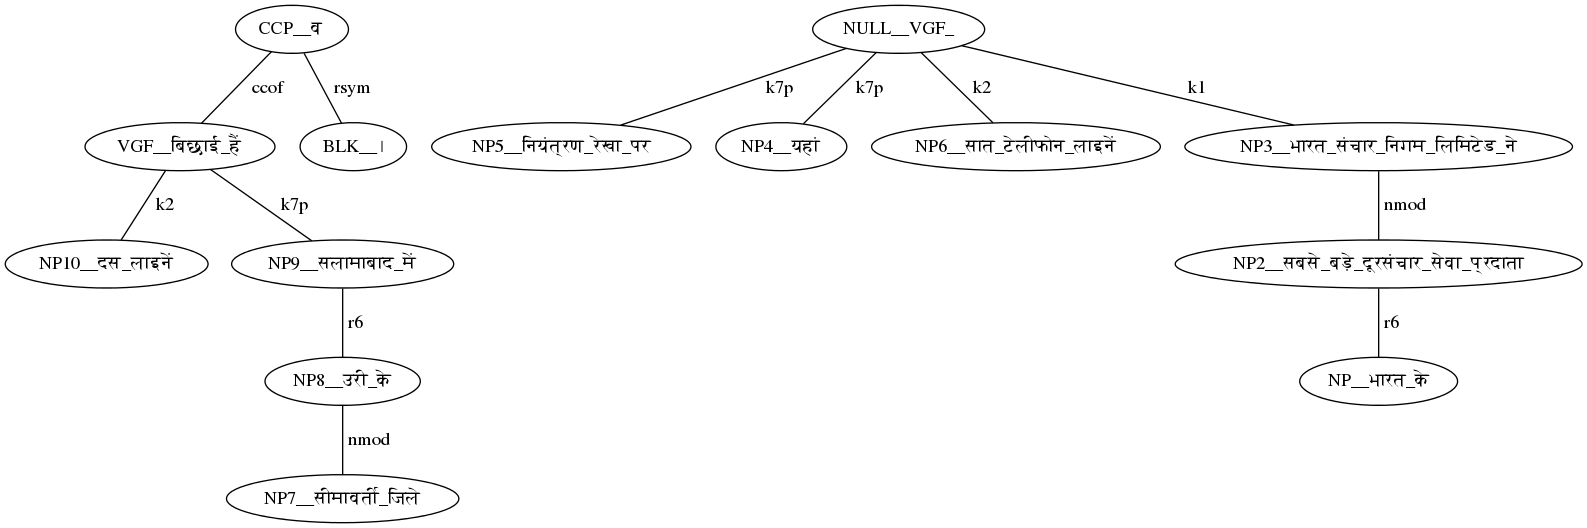 CCP__व NULL__VGF_
ccof rsym k7p k7p k2 k1
VGF__बिछाई_हैं BLK__। NP5__नियंत्रण_रेखा_पर NP4__यहां NP6__सात_टेलीफोन_लाइनें NP3__भारत_संचार_निगम_लिमिटेड_ने
k2 k7p nmod
NP10__दस_लाइनें NP9__सलामाबाद_में NP2__सबसे_बड़े_दूरसंचार_सेवा_प्रदाता
r6 r6
NP8__उरी_के NP__भारत_के
nmod
NP7__सीमावर्ती_जिले